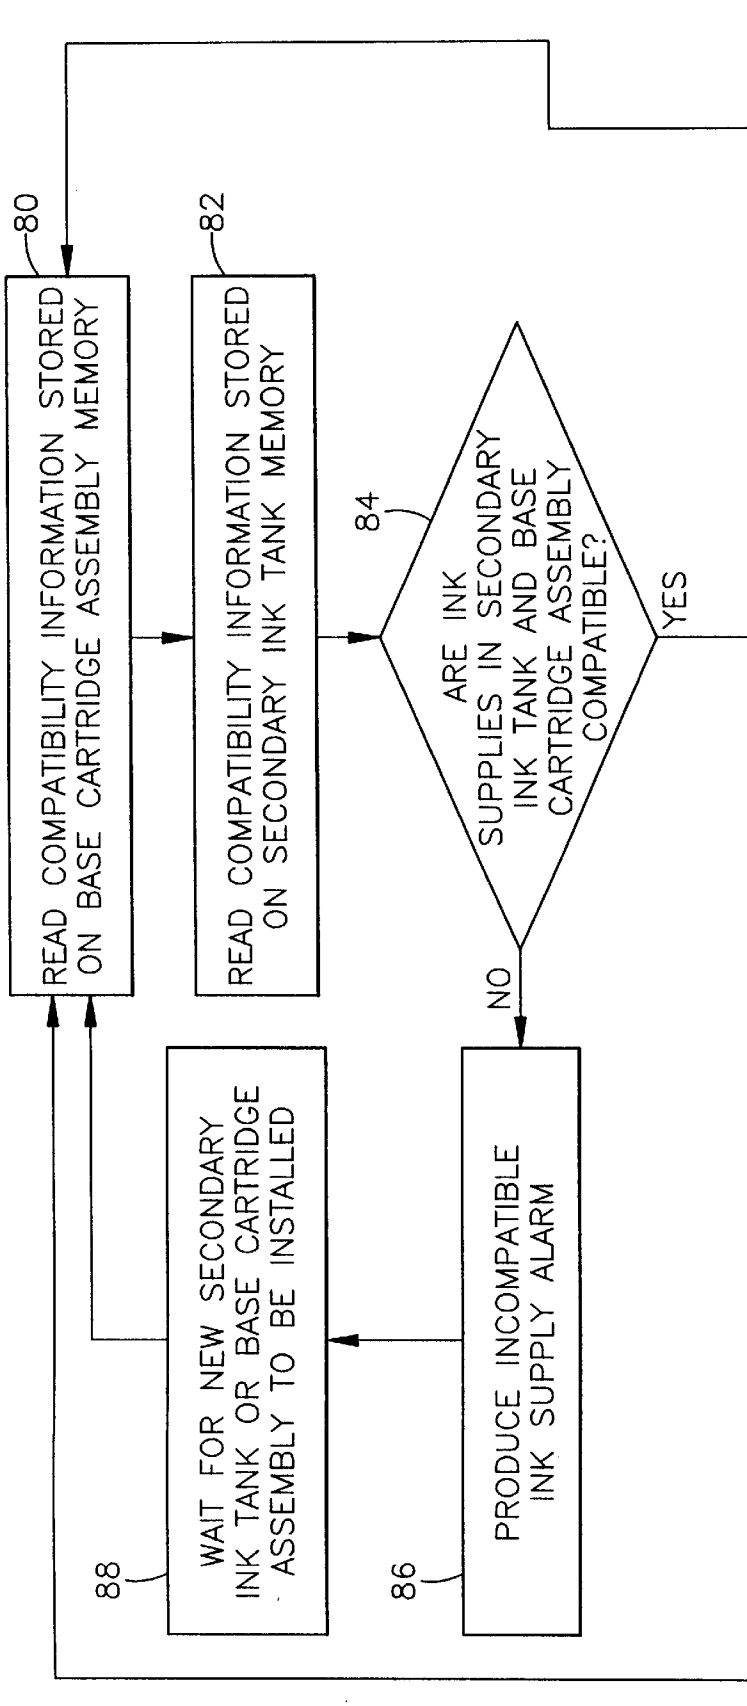 80
READ COMPATIBILITY INFORMATION STORED
ON BASE CARTRIDGE ASSEMBLY MEMORY
82
READ COMPATIBILITY INFORMATION STORED
ON SECONDARY INK TANK MEMORY
84
ARE INK
SUPPLIES IN SECONDARY
INK TANK AND BASE
CARTRIDGE ASSEMBLY
COMPATIBLE?
YES
NO
86
PRODUCE INCOMPATIBLE
INK SUPPLY ALARM
88
WAIT FOR NEW SECONDARY
INK TANK OR BASE CARTRIDGE
ASSEMBLY TO BE INSTALLED